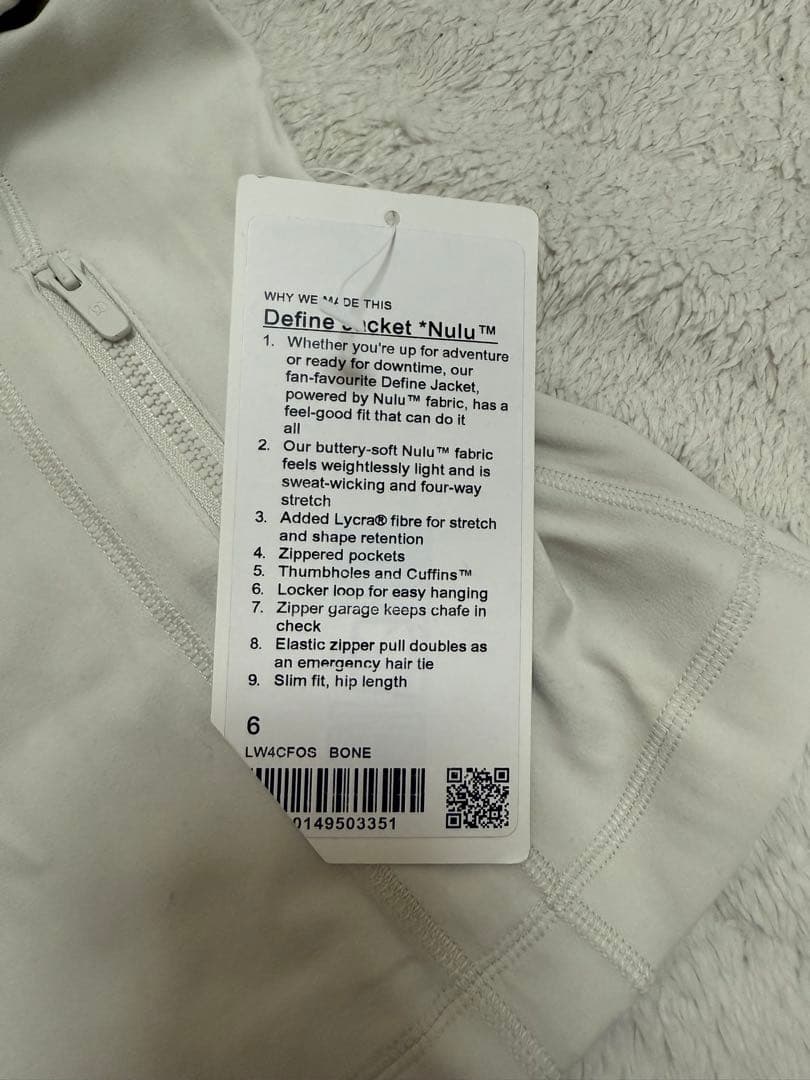 WHY WE MADE THIS
Define Jacket *Nulu™
1. Whether you're up for adventure
or ready for downtime, our
fan-favourite Define Jacket,
powered by Nulu™ fabric, has a
feel-good fit that can do it
all
2. Our buttery-soft Nulu™ fabric
feels weightlessly light and is
sweat-wicking and four-way
stretch
3. Added Lycra® fibre for stretch
and shape retention
4. Zippered pockets
5. Thumbholes and Cuffins™
6. Locker loop for easy hanging
7. Zipper garage keeps chafe in
check
8. Elastic zipper pull doubles as
an emergency hair tie
9. Slim fit, hip length
6
LW4CFOS BONE
0149503351